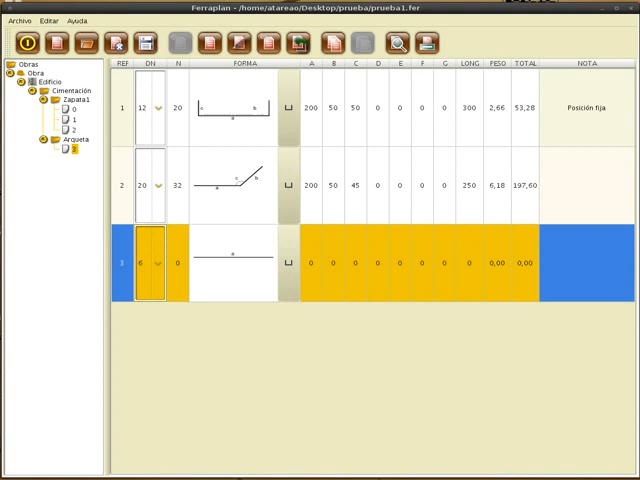 Ferraplan - /home/atareao/Desktop/prueba/prueba1.fer
Archivo Editar Ayuda
Obras
Obra
Edificio
Cimentación
Zapata1
0
1
2
Arqueta
3
REF DN N FORMA A B C D E F G LONG PESO TOTAL NOTA
1 12 20 c b a 200 50 50 0 0 0 0 300 2,66 53,28 Posición fija
2 20 32 a c b 200 50 45 0 0 0 0 250 6,18 197,60
3 6 0 a 0 0 0 0 0 0 0 0 0,00 0,00